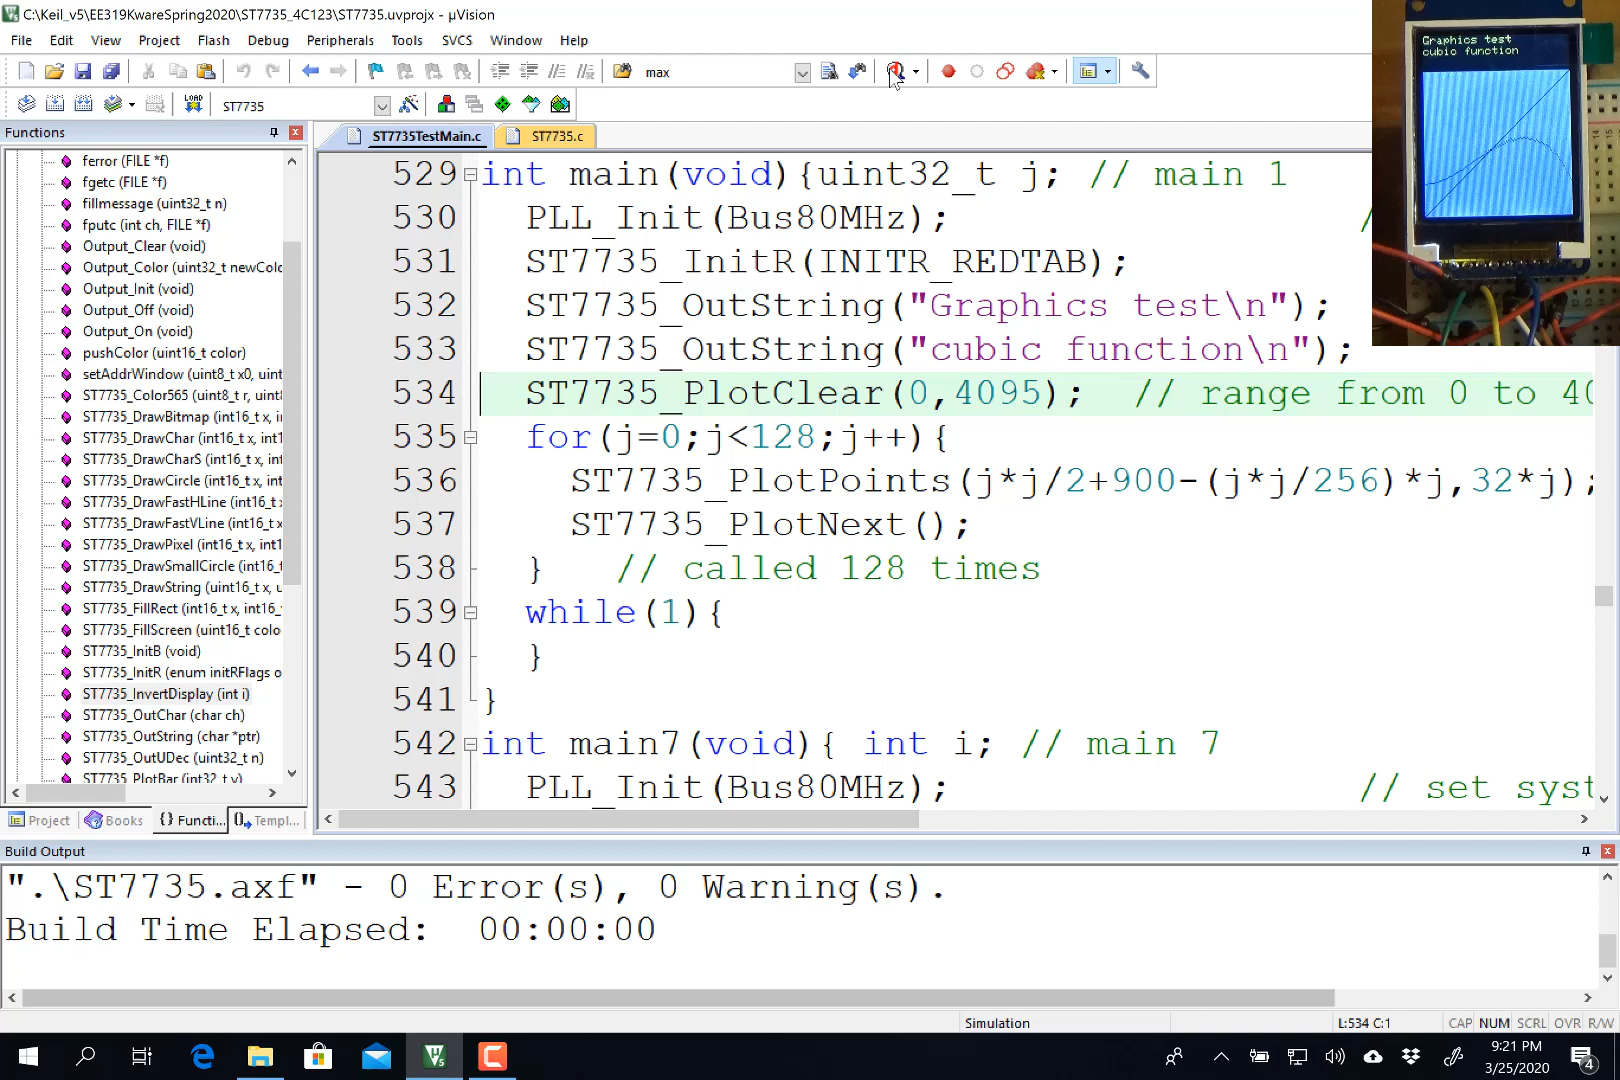 C:\Keil_v5\EE319KwareSpring2020\ST7735_4C123\ST7735.uvprojx - µVision
File Edit View Project Flash Debug Peripherals Tools SVCS Window Help
max
LOAD ST7735
Functions
ferror (FILE *f)
fgetc (FILE *f)
fillmessage (uint32_t n)
fputc (int ch, FILE *f)
Output_Clear (void)
Output_Color (uint32_t newColo
Output_Init (void)
Output_Off (void)
Output_On (void)
pushColor (uint16_t color)
setAddrWindow (uint8_t x0, uint
ST7735_Color565 (uint8_t r, uint8
ST7735_DrawBitmap (int16_t x, i
ST7735_DrawChar (int16_t x, int1
ST7735_DrawCharS (int16_t x, in
ST7735_DrawCircle (int16_t x, int
ST7735_DrawFastHLine (int16_t x
ST7735_DrawFastVLine (int16_t x
ST7735_DrawPixel (int16_t x, int1
ST7735_DrawSmallCircle (int16_t
ST7735_DrawString (uint16_t x, u
ST7735_FillRect (int16_t x, int16_t
ST7735_FillScreen (uint16_t colo
ST7735_InitB (void)
ST7735_InitR (enum initRFlags o
ST7735_InvertDisplay (int i)
ST7735_OutChar (char ch)
ST7735_OutString (char *ptr)
ST7735_OutUDec (uint32_t n)
ST7735_PlotBar (int32_t y)
Project Books {} Functi... Templ...
ST7735TestMain.c ST7735.c
529 int main(void){uint32_t j; // main 1
530 PLL_Init(Bus80MHz); /
531 ST7735_InitR(INITR_REDTAB);
532 ST7735_OutString("Graphics test\n");
533 ST7735_OutString("cubic function\n");
534 ST7735_PlotClear(0,4095); // range from 0 to 40
535 for(j=0;j<128;j++){
536 ST7735_PlotPoints(j*j/2+900-(j*j/256)*j,32*j);
537 ST7735_PlotNext();
538 } // called 128 times
539 while(1){
540 }
541 }
542 int main7(void){ int i; // main 7
543 PLL_Init(Bus80MHz); // set syst
Graphics test
cubic function
Build Output
".\ST7735.axf" - 0 Error(s), 0 Warning(s).
Build Time Elapsed: 00:00:00
Simulation L:534 C:1 CAP NUM SCRL OVR R/W
9:21 PM
3/25/2020
4